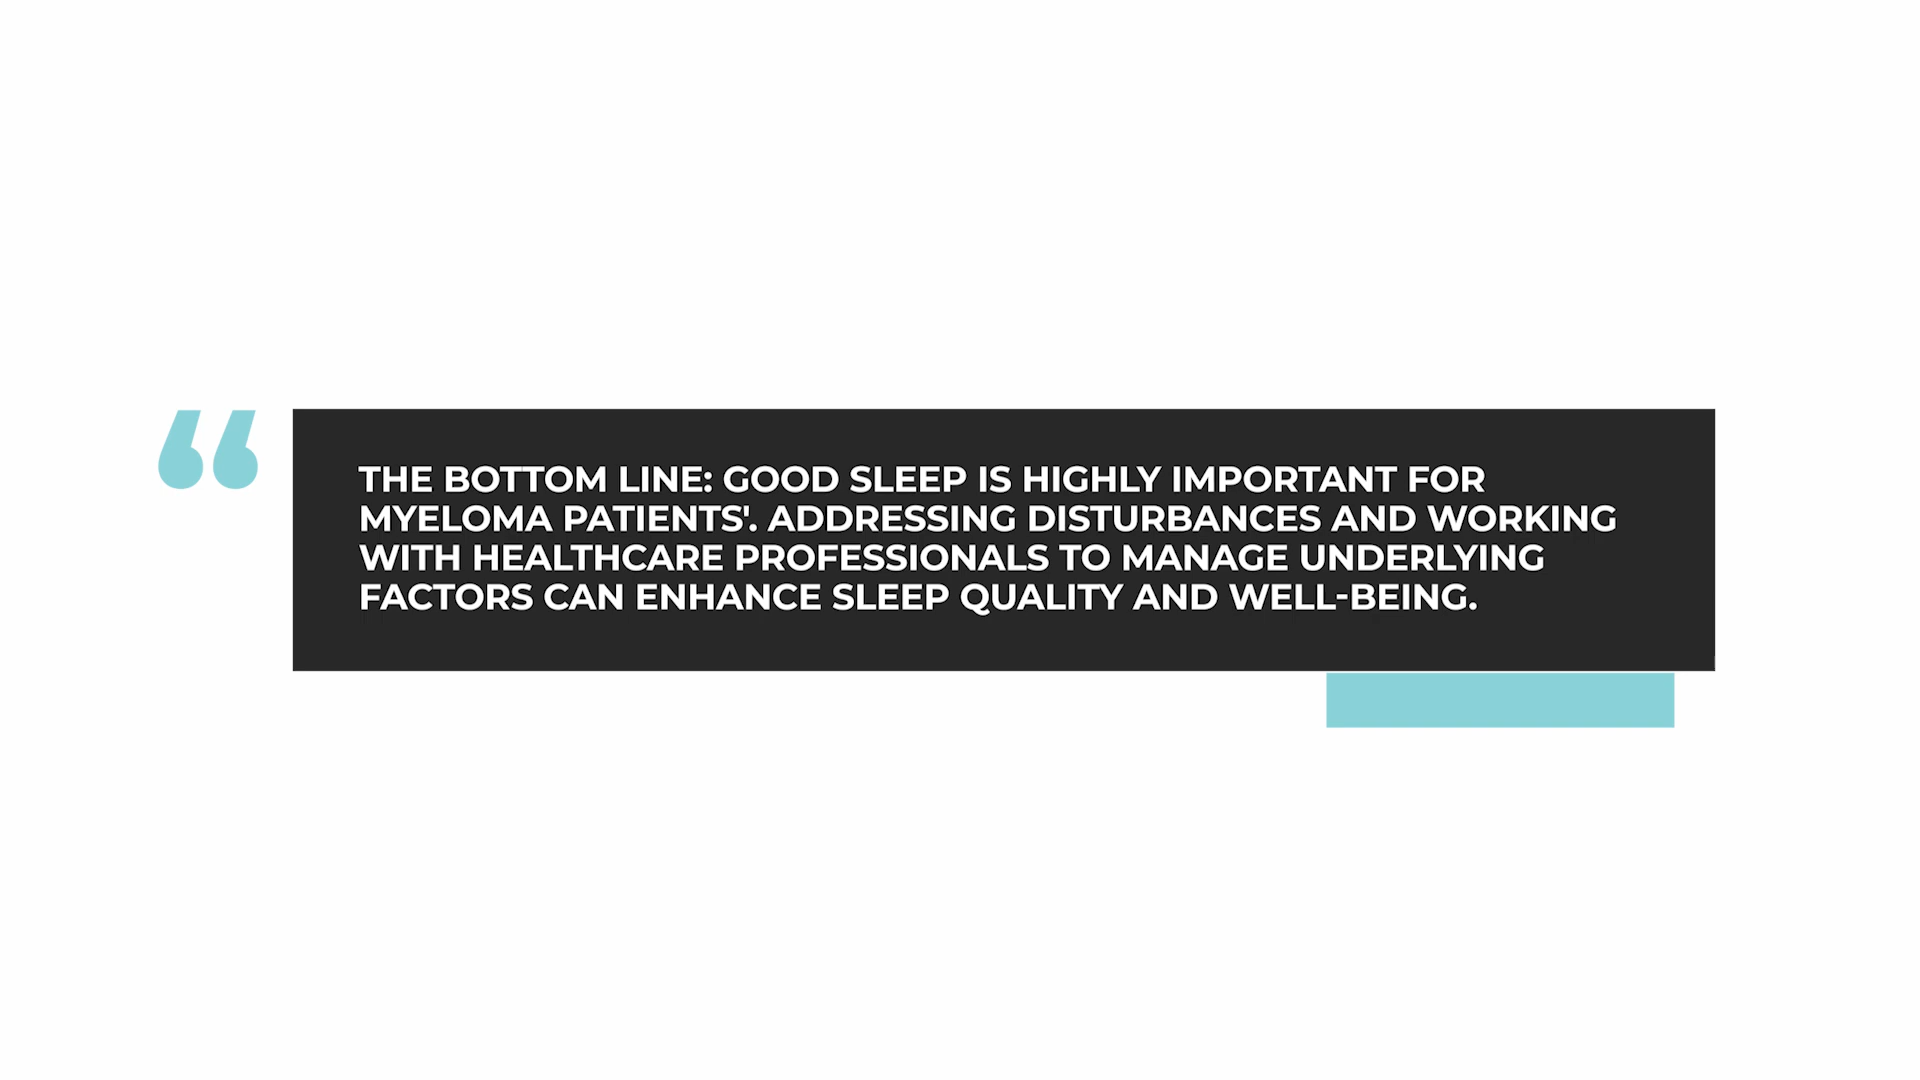 “
THE BOTTOM LINE: GOOD SLEEP IS HIGHLY IMPORTANT FOR
MYELOMA PATIENTS'. ADDRESSING DISTURBANCES AND WORKING
WITH HEALTHCARE PROFESSIONALS TO MANAGE UNDERLYING
FACTORS CAN ENHANCE SLEEP QUALITY AND WELL-BEING.